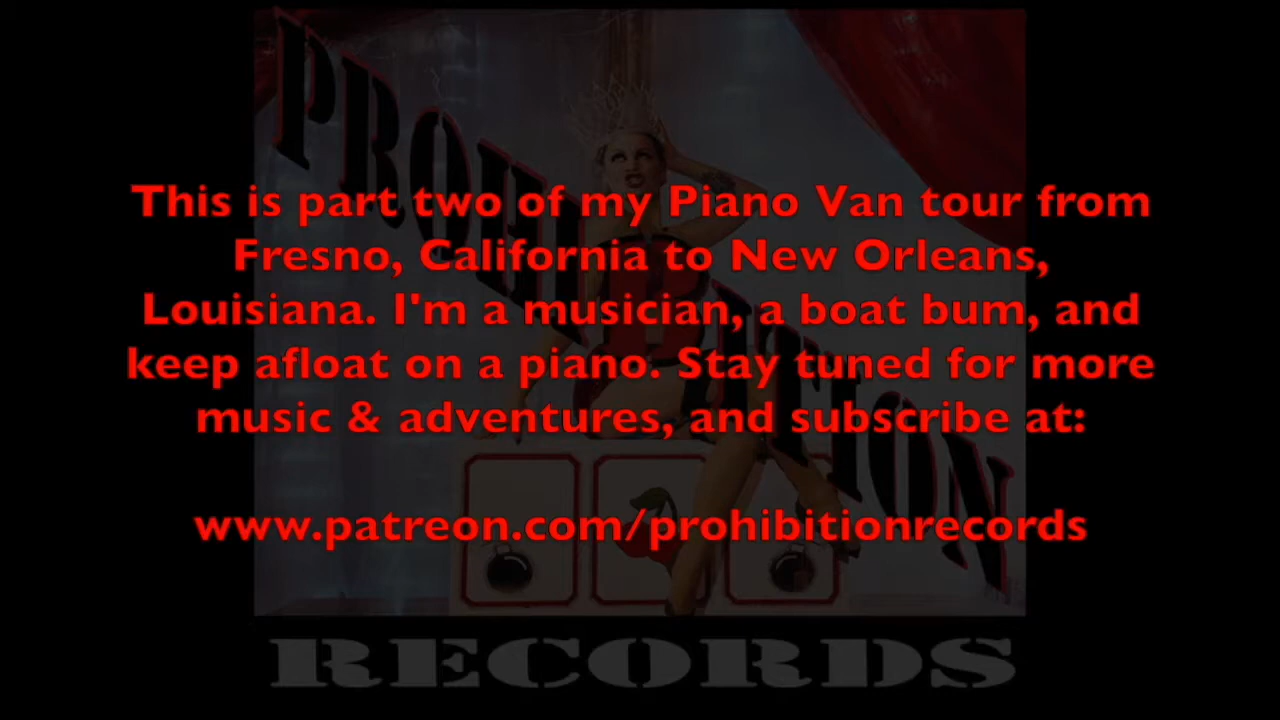 PROHIBITION
This is part two of my Piano Van tour from
Fresno, California to New Orleans,
Louisiana. I'm a musician, a boat bum, and
keep afloat on a piano. Stay tuned for more
music & adventures, and subscribe at:
www.patreon.com/prohibitionrecords
RECORDS